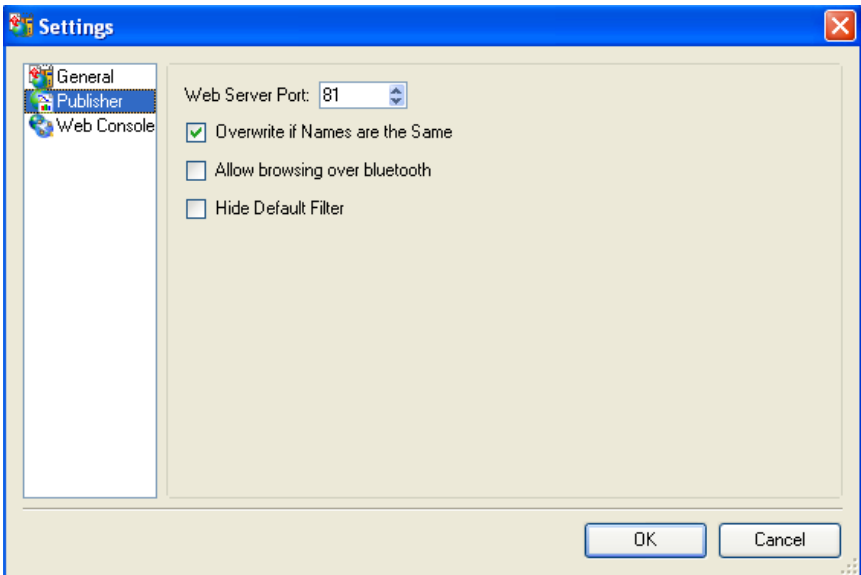 Settings
General
Publisher
Web Console
Web Server Port: 81
Overwrite if Names are the Same
Allow browsing over bluetooth
Hide Default Filter
OK Cancel